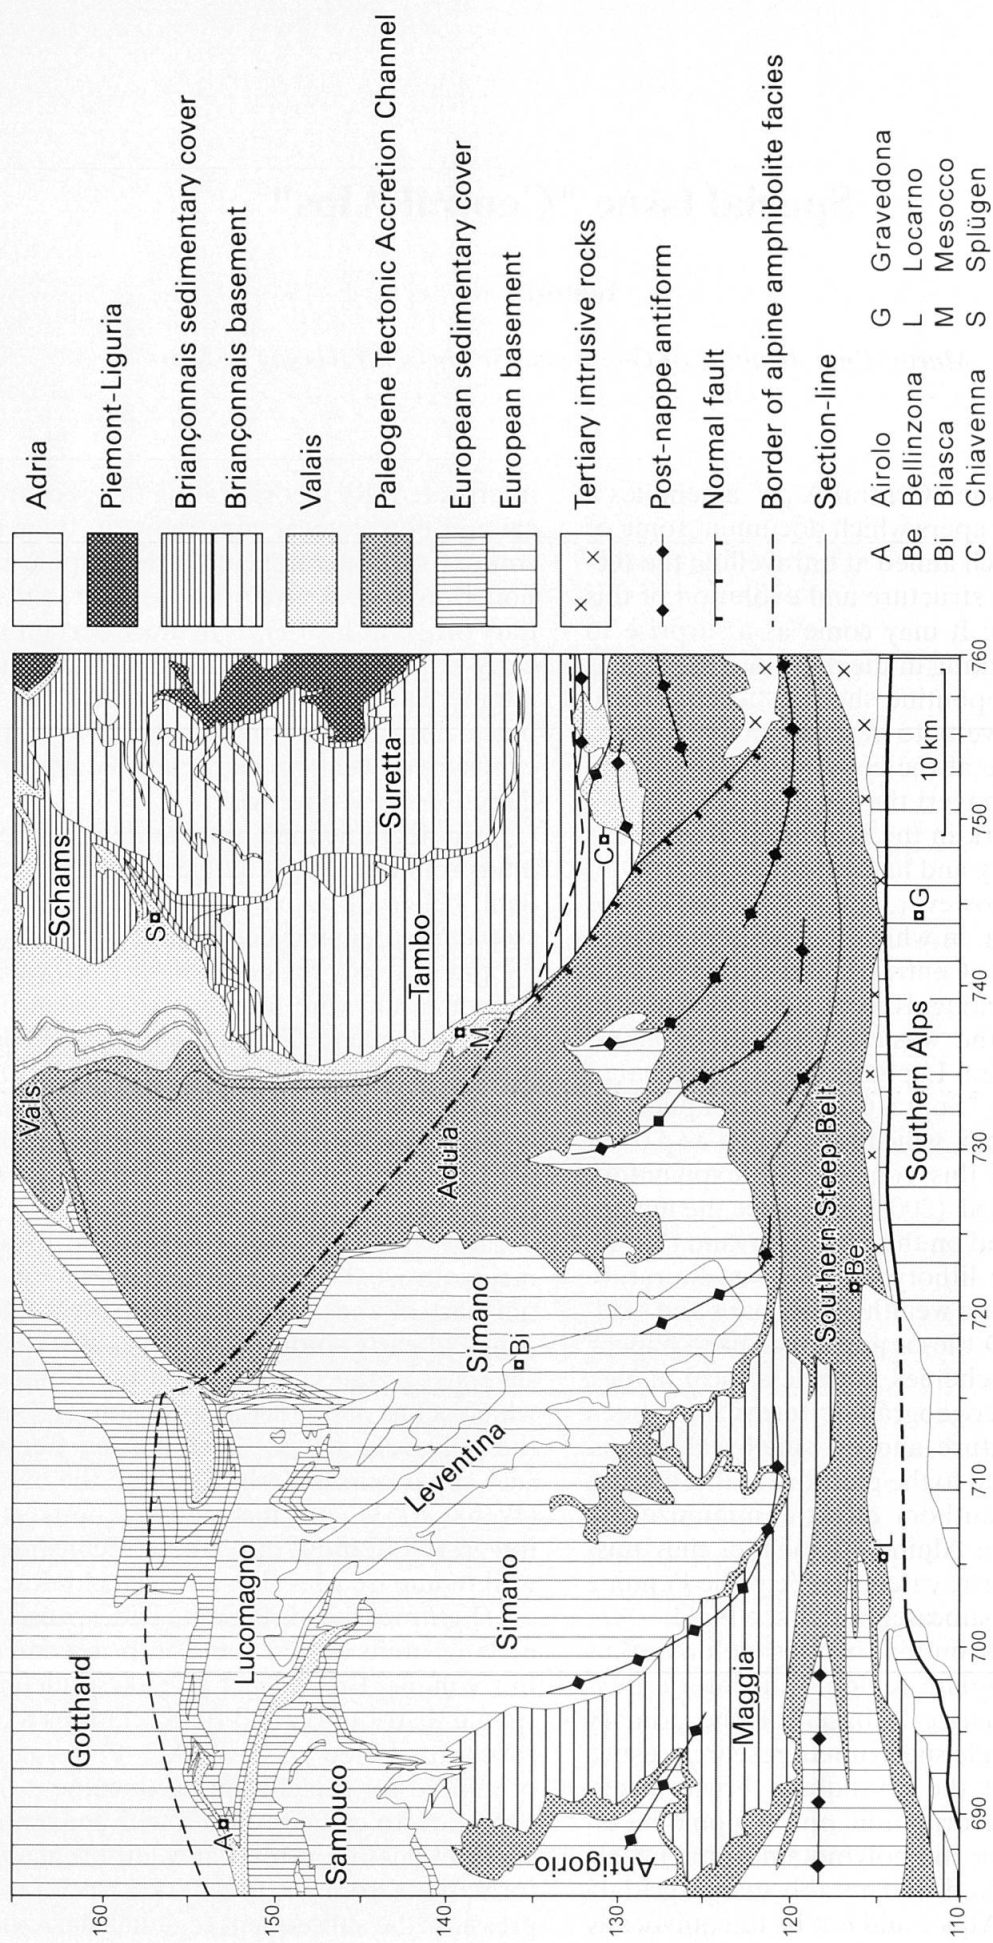 Adria
Piemont-Liguria
Briançonnais sedimentary cover
Briançonnais basement
Valais
Paleogene Tectonic Accretion Channel
European sedimentary cover
European basement
Tertiary intrusive rocks
Post-nappe antiform
Normal fault
Border of alpine amphibolite facies
Section-line
A Airolo
Be Bellinzona
Bi Biasca
C Chiavenna
G Gravedona
L Locarno
M Mesocco
S Splügen
Gotthard
Vals
Schams
S
A
Lucomagno
Sambuco
Suretta
Tambo
M
Adula
Simano
Bi
Leventina
Simano
C
Antigorio
Maggia
Southern Steep Belt
Be
L
G
Southern Alps
10 km
160
150
140
130
120
110
690
700
710
720
730
740
750
760